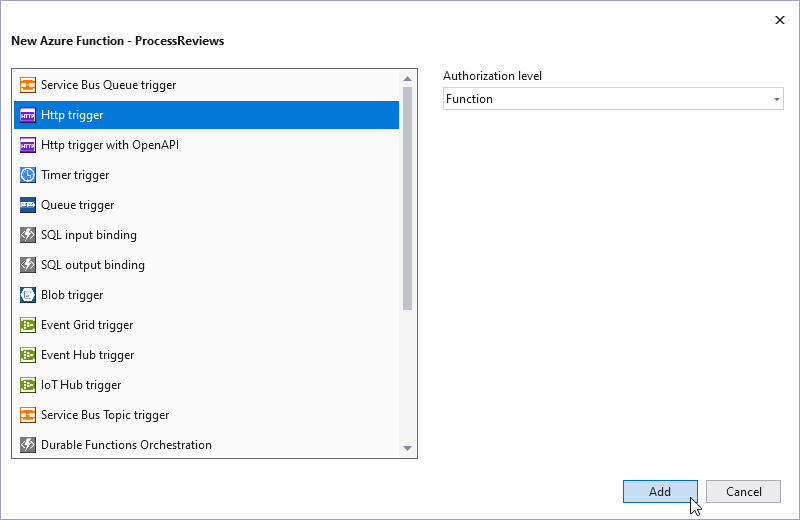 New Azure Function - ProcessReviews
Service Bus Queue trigger
Authorization level
Http trigger
Function
Http trigger with OpenAPI
Timer trigger
Queue trigger
SQL input binding
SQL output binding
Blob trigger
Event Grid trigger
Event Hub trigger
IoT Hub trigger
Service Bus Topic trigger
Durable Functions Orchestration
Add
Cancel